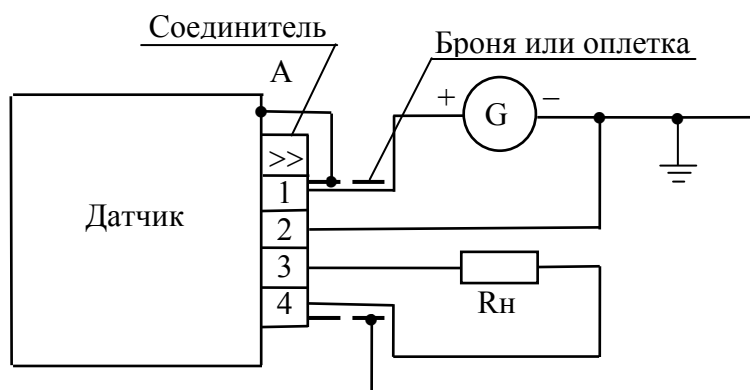 Соединитель
Броня или оплетка
А
+ G –
>>
1
Датчик
2
3
4
Rн